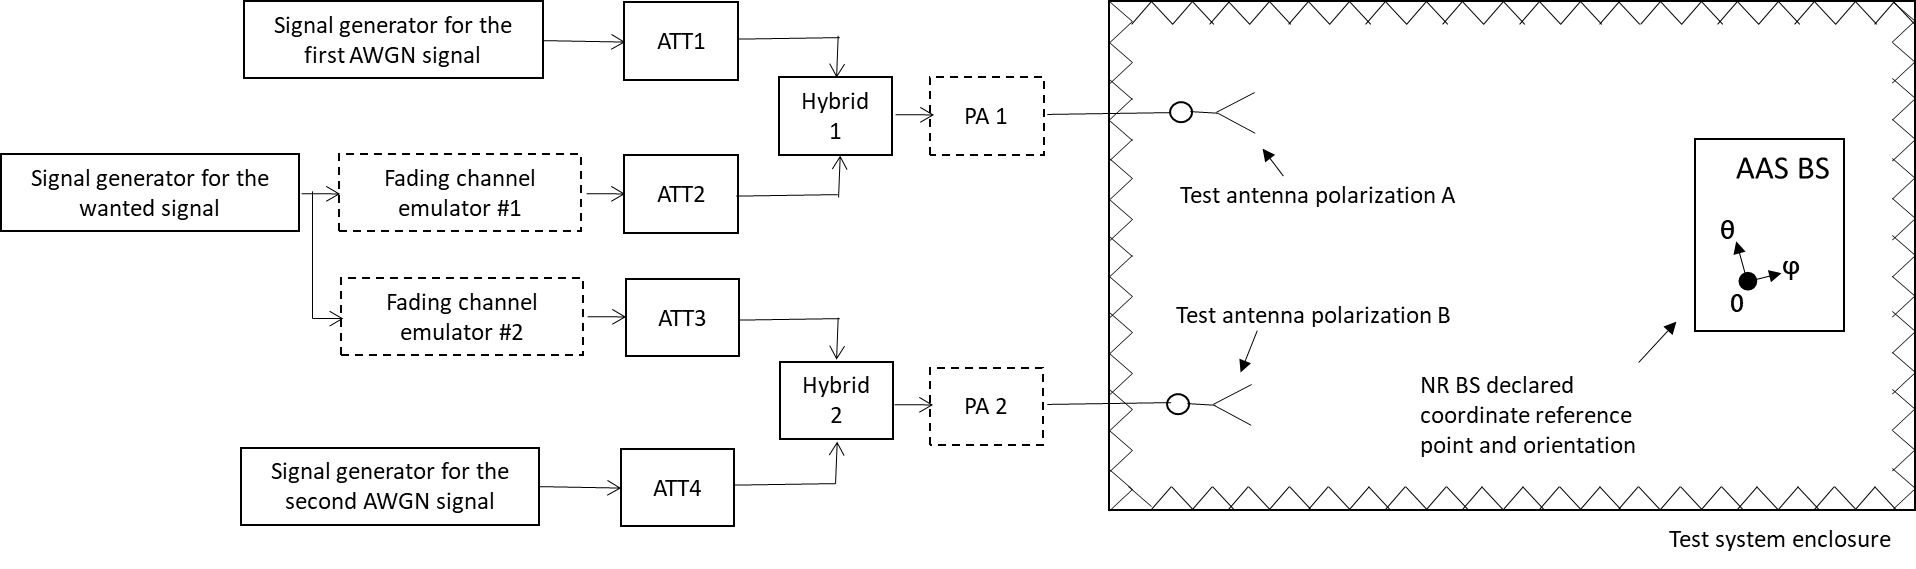 Signal generator for the
first AWGN signal
ATT1
Hybrid
1
PA 1
Signal generator for the
wanted signal
Fading channel
emulator #1
ATT2
Test antenna polarization A
AAS BS
θ
φ
0
Fading channel
emulator #2
ATT3
Test antenna polarization B
Hybrid
2
PA 2
NR BS declared
coordinate reference
point and orientation
Signal generator for the
second AWGN signal
ATT4
Test system enclosure